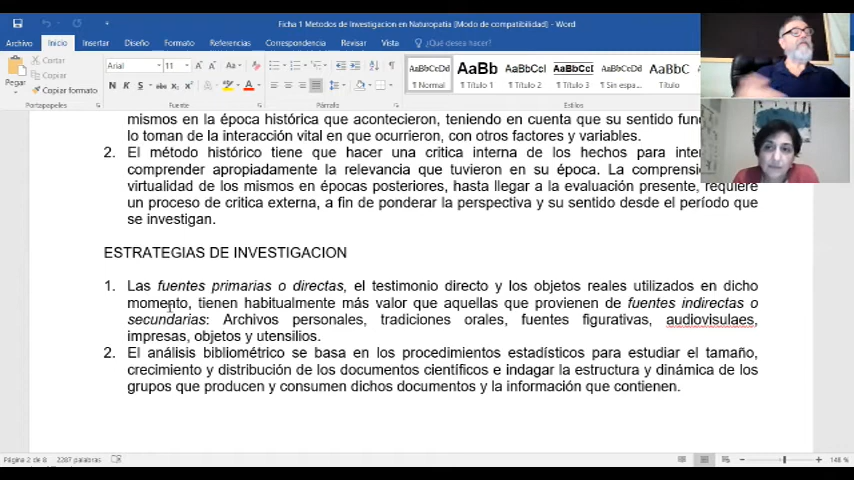 Ficha 1 Metodos de Investigacion en Naturopatia [Modo de compatibilidad] - Word
Archivo Inicio Insertar Diseño Formato Referencias Correspondencia Revisar Vista ¿Qué desea hacer?
Pegar
Cortar
Copiar
Copiar formato
Portapapeles
Arial
11
N K S abc x₂ x²
Fuente
Párrafo
AaBbCcDd AaBb AaBbCcI AaBbCcI AaBbCcDd AaBbC
¶ Normal Título 1 Título 2 Título 3 ¶ Sin espa... Título
Estilos
mismos en la época histórica que acontecieron, teniendo en cuenta que su sentido
lo toman de la interacción vital en que ocurrieron, con otros factores y variables.
2. El método histórico tiene que hacer una critica interna de los hechos para
comprender apropiadamente la relevancia que tuvieron en su época. La
virtualidad de los mismos en épocas posteriores, hasta llegar a la evaluación presente, requiere
un proceso de critica externa, a fin de ponderar la perspectiva y su sentido desde el período que
se investigan.
ESTRATEGIAS DE INVESTIGACION
1. Las fuentes primarias o directas, el testimonio directo y los objetos reales utilizados en dicho
momento, tienen habitualmente más valor que aquellas que provienen de fuentes indirectas o
secundarias: Archivos personales, tradiciones orales, fuentes figurativas, audiovisulaes,
impresas, objetos y utensilios.
2. El análisis bibliométrico se basa en los procedimientos estadísticos para estudiar el tamaño,
crecimiento y distribución de los documentos científicos e indagar la estructura y dinámica de los
grupos que producen y consumen dichos documentos y la información que contienen.
Página 2 de 8 2287 palabras
148 %